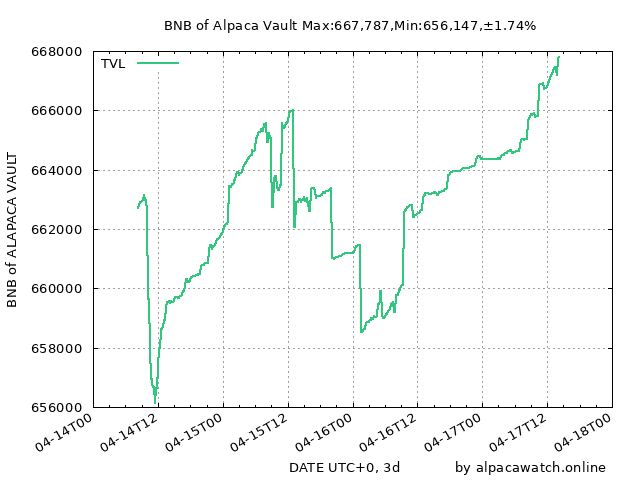 BNB of Alpaca Vault Max:667,787,Min:656,147,±1.74%
TVL
668000
666000
664000
662000
660000
658000
656000
BNB of ALAPACA VAULT
04-14T00
04-14T12
04-15T00
04-15T12
04-16T00
04-16T12
04-17T00
04-17T12
04-18T00
DATE UTC+0, 3d
by alpacawatch.online